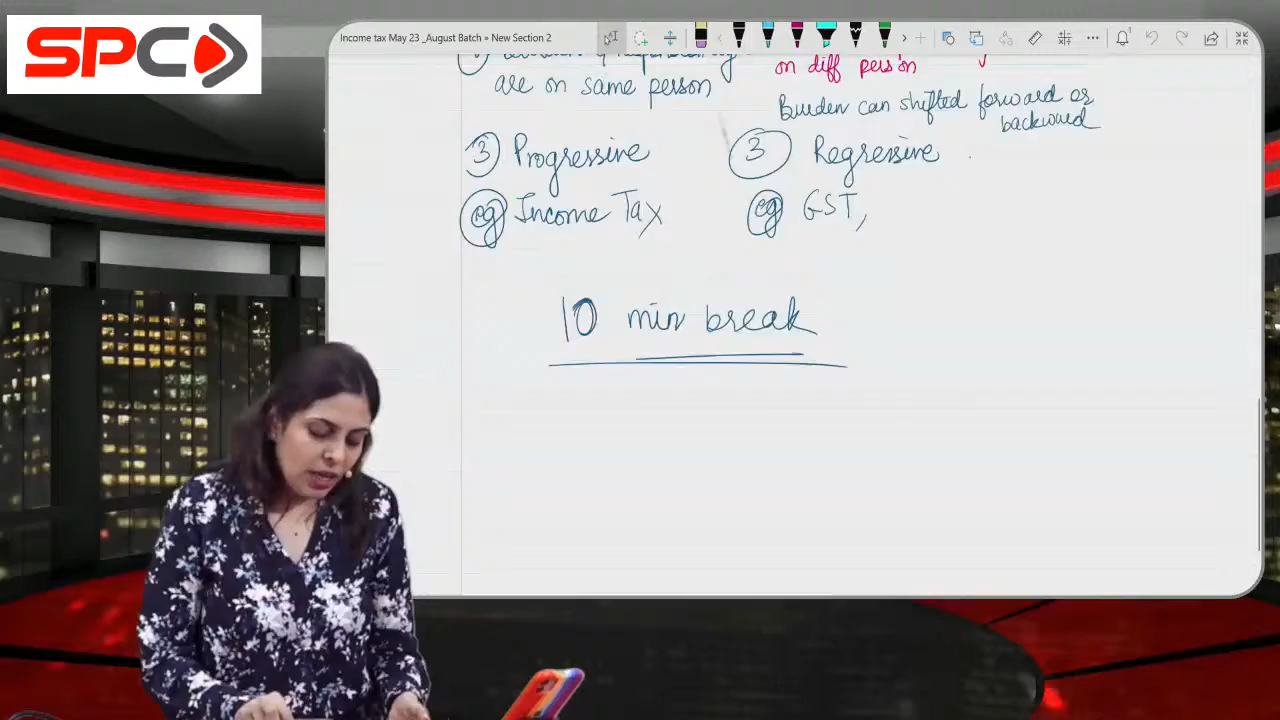 SPC
Income tax May 23 _August Batch » New Section 2
on diff person
are on same person
Burden can shifted forward or
backward
3 Progressive
3 Regressive
eg Income Tax
eg GST,
10 min break